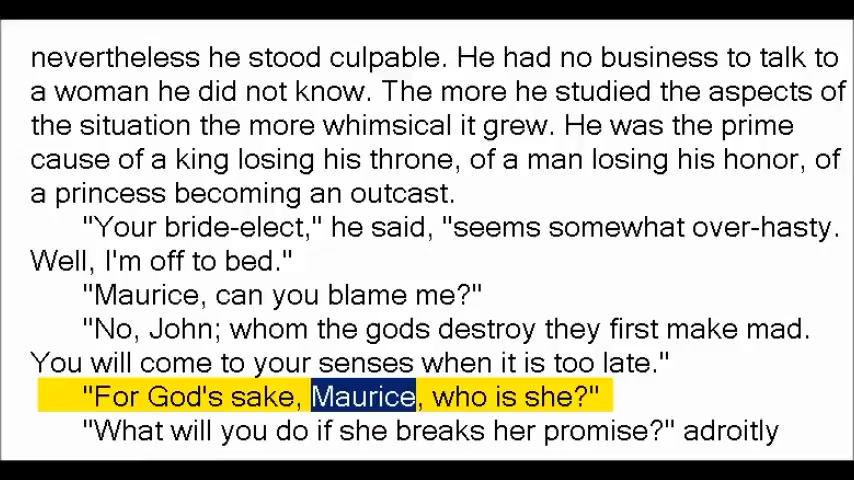 nevertheless he stood culpable. He had no business to talk to
a woman he did not know. The more he studied the aspects of
the situation the more whimsical it grew. He was the prime
cause of a king losing his throne, of a man losing his honor, of
a princess becoming an outcast.
"Your bride-elect," he said, "seems somewhat over-hasty.
Well, I'm off to bed."
"Maurice, can you blame me?"
"No, John; whom the gods destroy they first make mad.
You will come to your senses when it is too late."
"For God's sake, Maurice, who is she?"
"What will you do if she breaks her promise?" adroitly